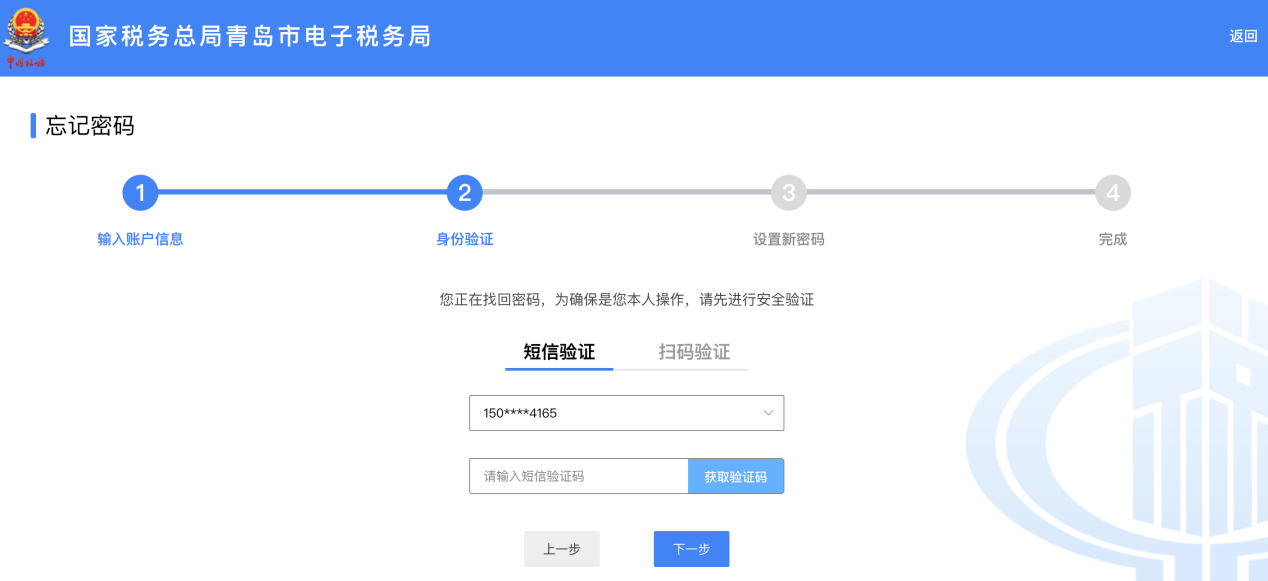 国家税务总局青岛市电子税务局
返回
中国税务
忘记密码
1
2
3
4
输入账户信息
身份验证
设置新密码
完成
您正在找回密码，为确保是您本人操作，请先进行安全验证
短信验证
扫码验证
150****4165
请输入短信验证码
获取验证码
上一步
下一步